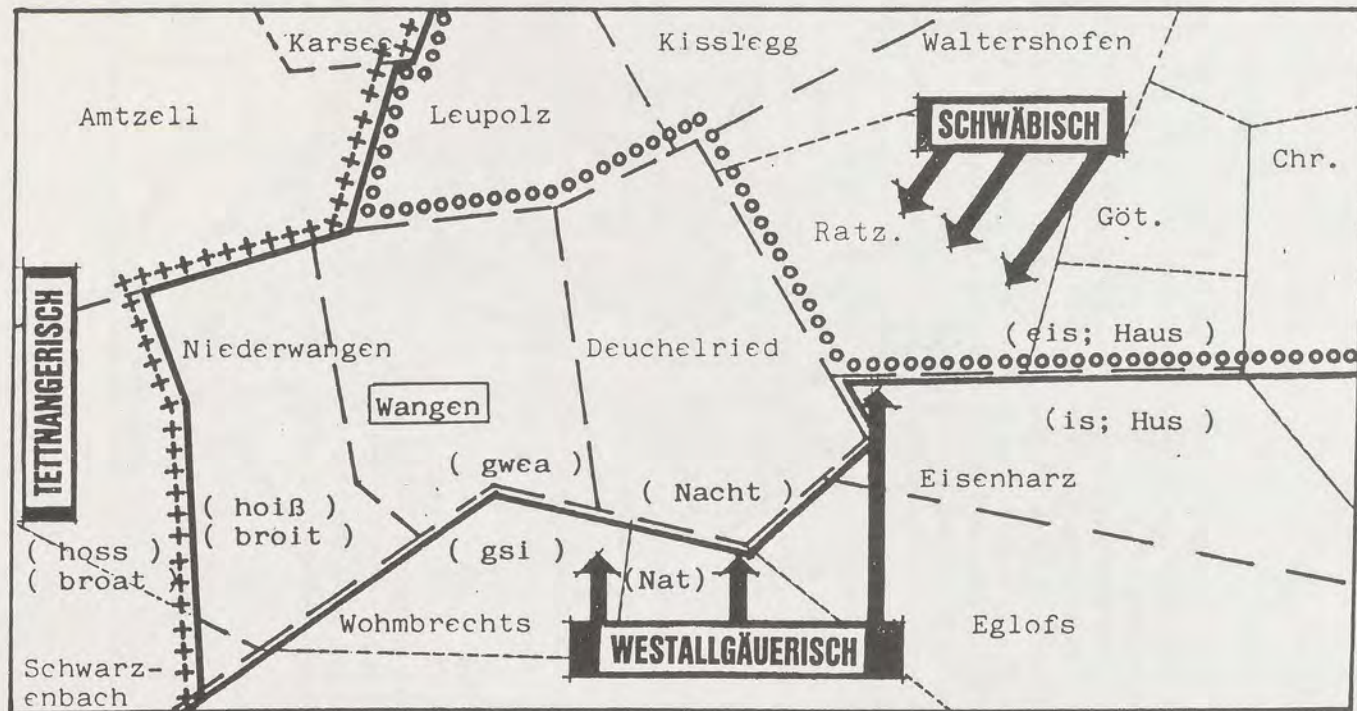 Karsee
Kisslegg
Waltershofen
Amtzell
Leupolz
SCHWÄBISCH
Chr.
Göt.
Ratz.
TETTNANGERISCH
Niederwangen
Deuchelried
( eis; Haus )
Wangen
( is; Hus )
( gwea )
( Nacht )
Eisenharz
( hoiß )
( broit )
( hoss )
( broat )
( gsi )
(Nat)
Wohmbrechts
WESTALLGÄUERISCH
Eglofs
Schwarz-
enbach